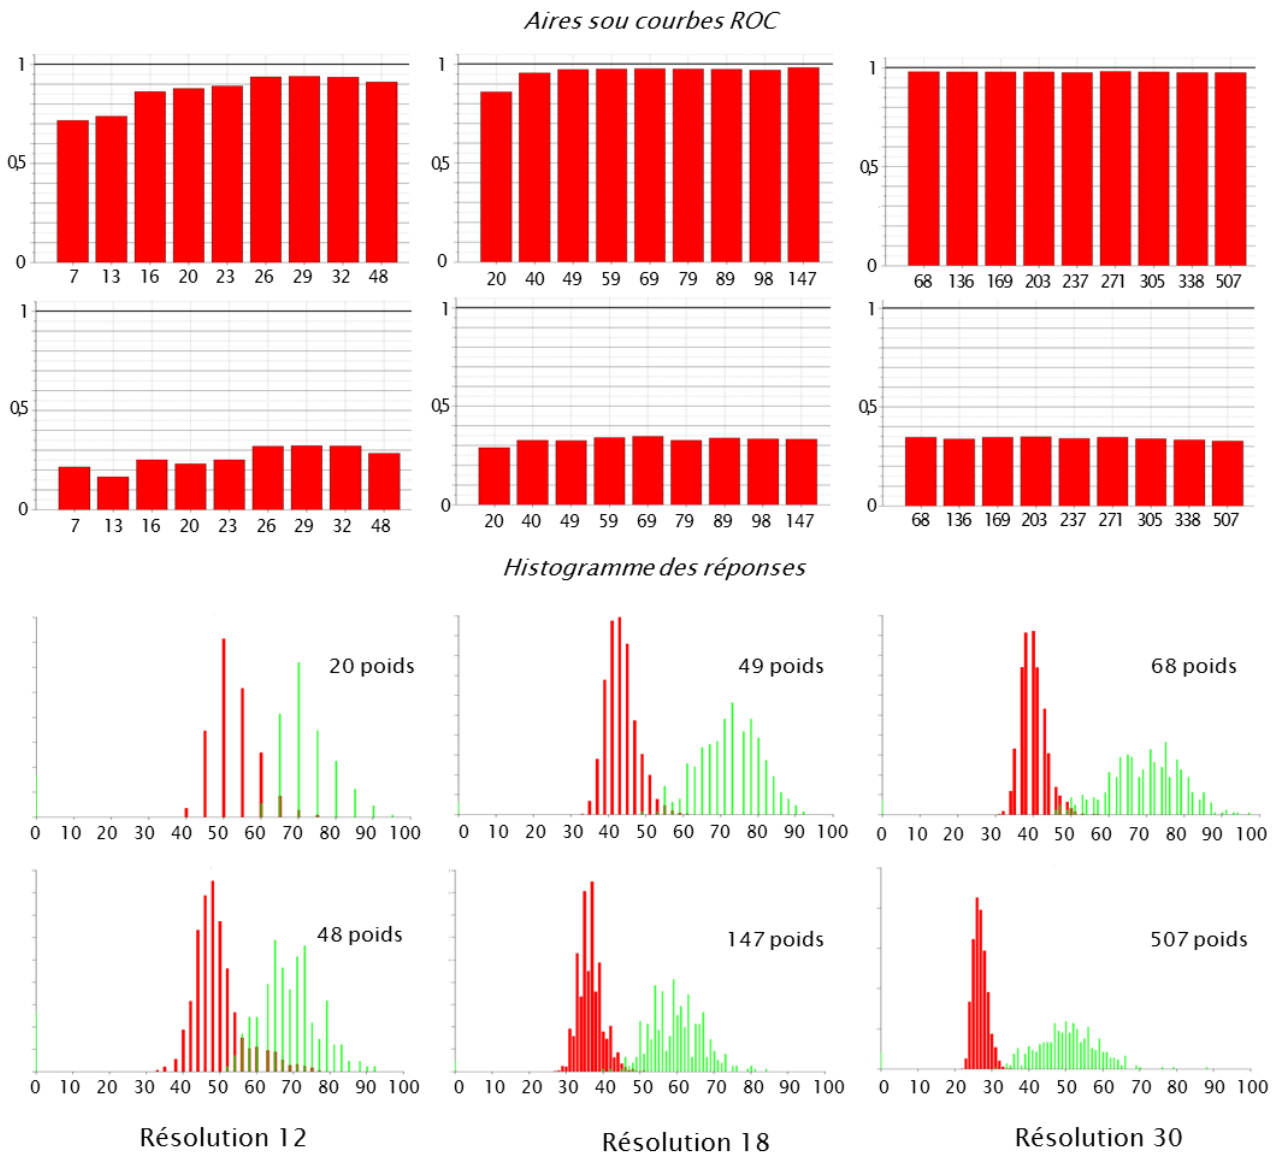 Aires sou courbes ROC
1
0,5
0
7 13 16 20 23 26 29 32 48
1
0,5
0
20 40 49 59 69 79 89 98 147
1
0,5
0
68 136 169 203 237 271 305 338 507
1
0,5
0
7 13 16 20 23 26 29 32 48
1
0,5
0
20 40 49 59 69 79 89 98 147
1
0,5
0
68 136 169 203 237 271 305 338 507
Histogramme des réponses
20 poids
0 10 20 30 40 50 60 70 80 90 100
49 poids
0 10 20 30 40 50 60 70 80 90 100
68 poids
0 10 20 30 40 50 60 70 80 90 100
48 poids
0 10 20 30 40 50 60 70 80 90 100
147 poids
0 10 20 30 40 50 60 70 80 90 100
507 poids
0 10 20 30 40 50 60 70 80 90 100
Résolution 12
Résolution 18
Résolution 30